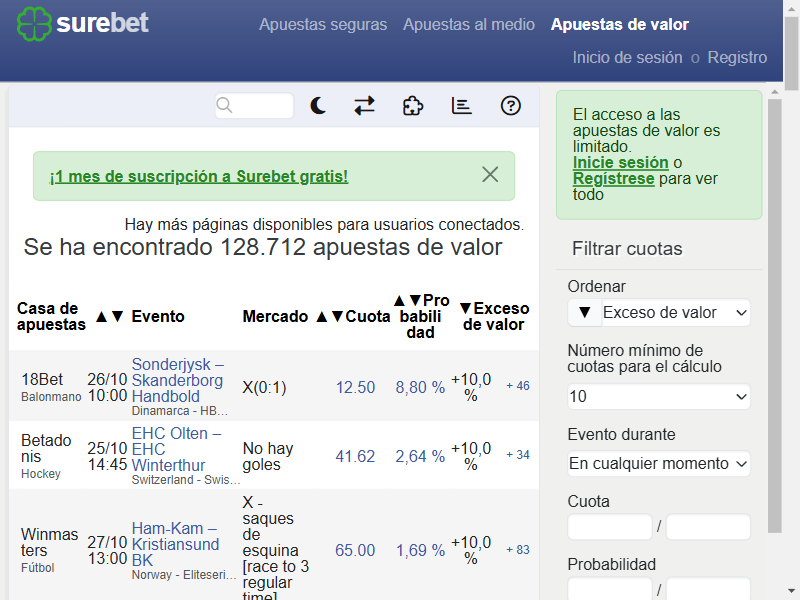 surebet
Apuestas seguras Apuestas al medio Apuestas de valor
Inicio de sesión o Registro
¡1 mes de suscripción a Surebet gratis!
Hay más páginas disponibles para usuarios conectados.
Se ha encontrado 128.712 apuestas de valor
Casa de
apuestas
▲▼ Evento
Mercado ▲▼Cuota
▲▼Pro
babili
dad
▼Exceso
de valor
18Bet
Balonmano
26/10
10:00
Sonderjysk –
Skanderborg
Handbold
Dinamarca - HB…
X(0:1)
12.50
8,80 %
+10,0
%
+ 46
Betado
nis
Hockey
25/10
14:45
EHC Olten –
EHC
Winterthur
Switzerland - Swis…
No hay
goles
41.62
2,64 %
+10,0
%
+ 34
Winmas
ters
Fútbol
27/10
13:00
Ham-Kam –
Kristiansund
BK
Norway - Eliteseri…
X -
saques
de
esquina
[race to 3
regular
time]
65.00
1,69 %
+10,0
%
+ 83
El acceso a las
apuestas de valor es
limitado.
Inicie sesión o
Regístrese para ver
todo
Filtrar cuotas
Ordenar
▼ Exceso de valor
Número mínimo de
cuotas para el cálculo
10
Evento durante
En cualquier momento
Cuota
/
Probabilidad
/